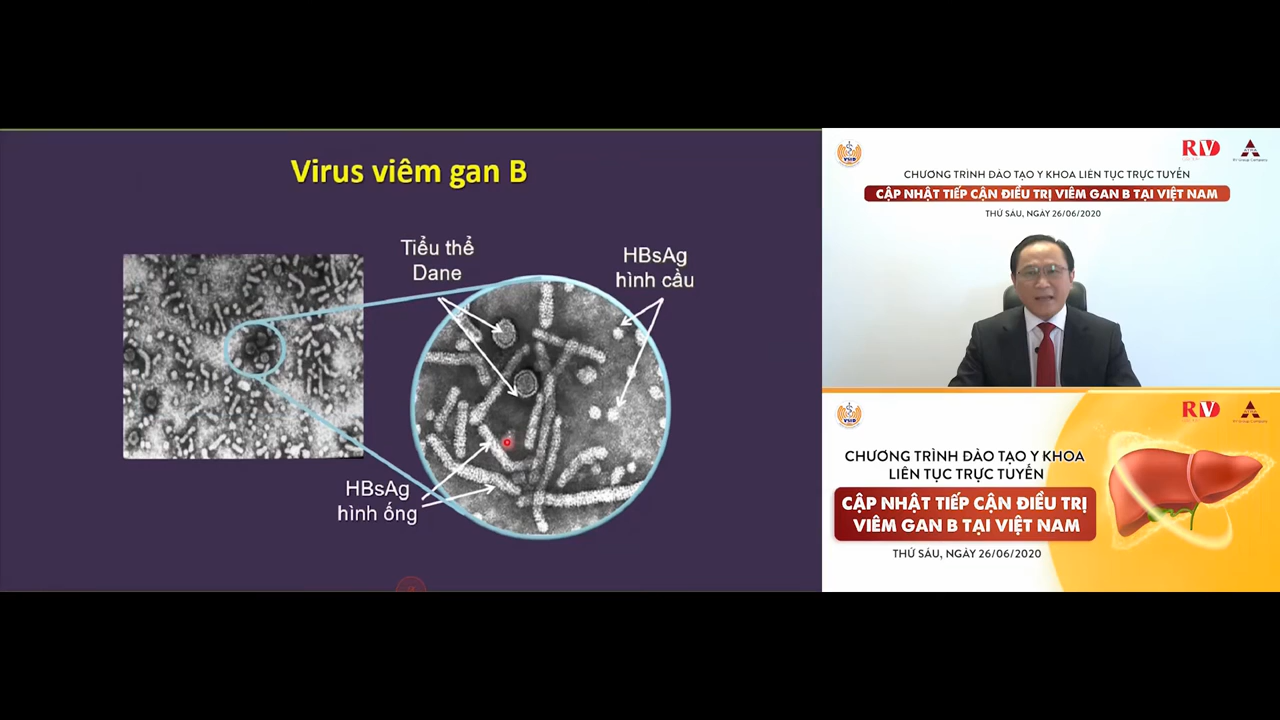 Virus viêm gan B
Tiểu thể
Dane
HBsAg
hình cầu
HBsAg
hình ống
VSIB
RV
CHƯƠNG TRÌNH ĐÀO TẠO Y KHOA LIÊN TỤC TRỰC TUYẾN
CẬP NHẬT TIẾP CẬN ĐIỀU TRỊ VIÊM GAN B TẠI VIỆT NAM
THỨ SÁU, NGÀY 26/06/2020
VSIB
RV
CHƯƠNG TRÌNH ĐÀO TẠO Y KHOA
LIÊN TỤC TRỰC TUYẾN
CẬP NHẬT TIẾP CẬN ĐIỀU TRỊ
VIÊM GAN B TẠI VIỆT NAM
THỨ SÁU, NGÀY 26/06/2020